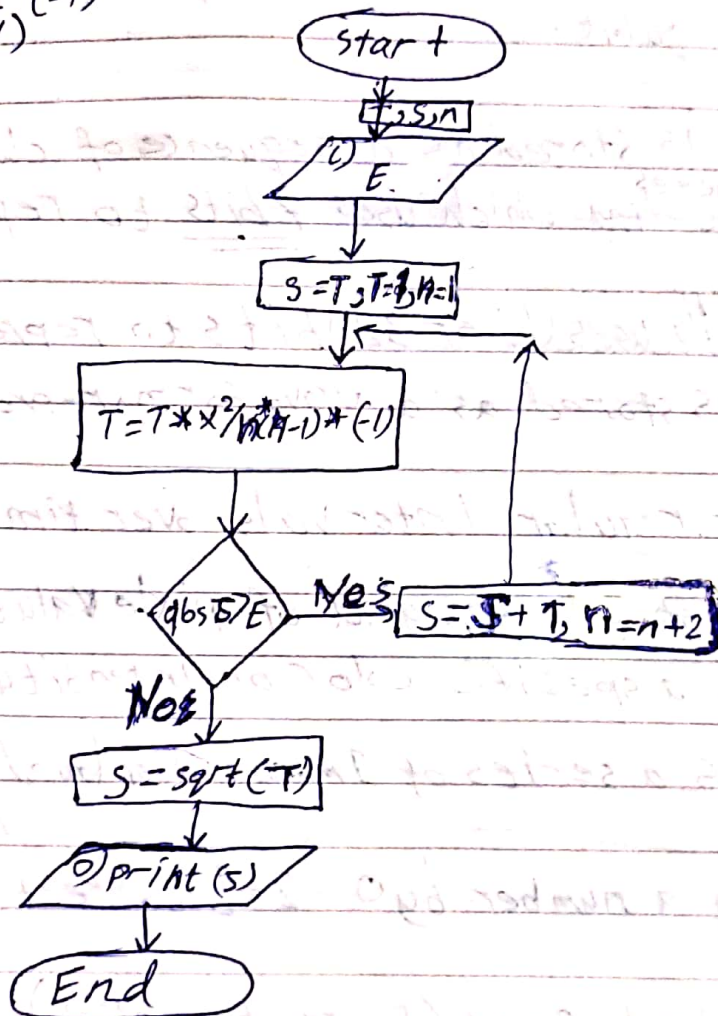 start
T,s,n
i)
E.
S=T,T=1,n=1
T=T*x²/n*(n-1)*(-1)
abs T>E
Yes
S=S+T, n=n+2
No
S=sqrt(T)
o) print(s)
End